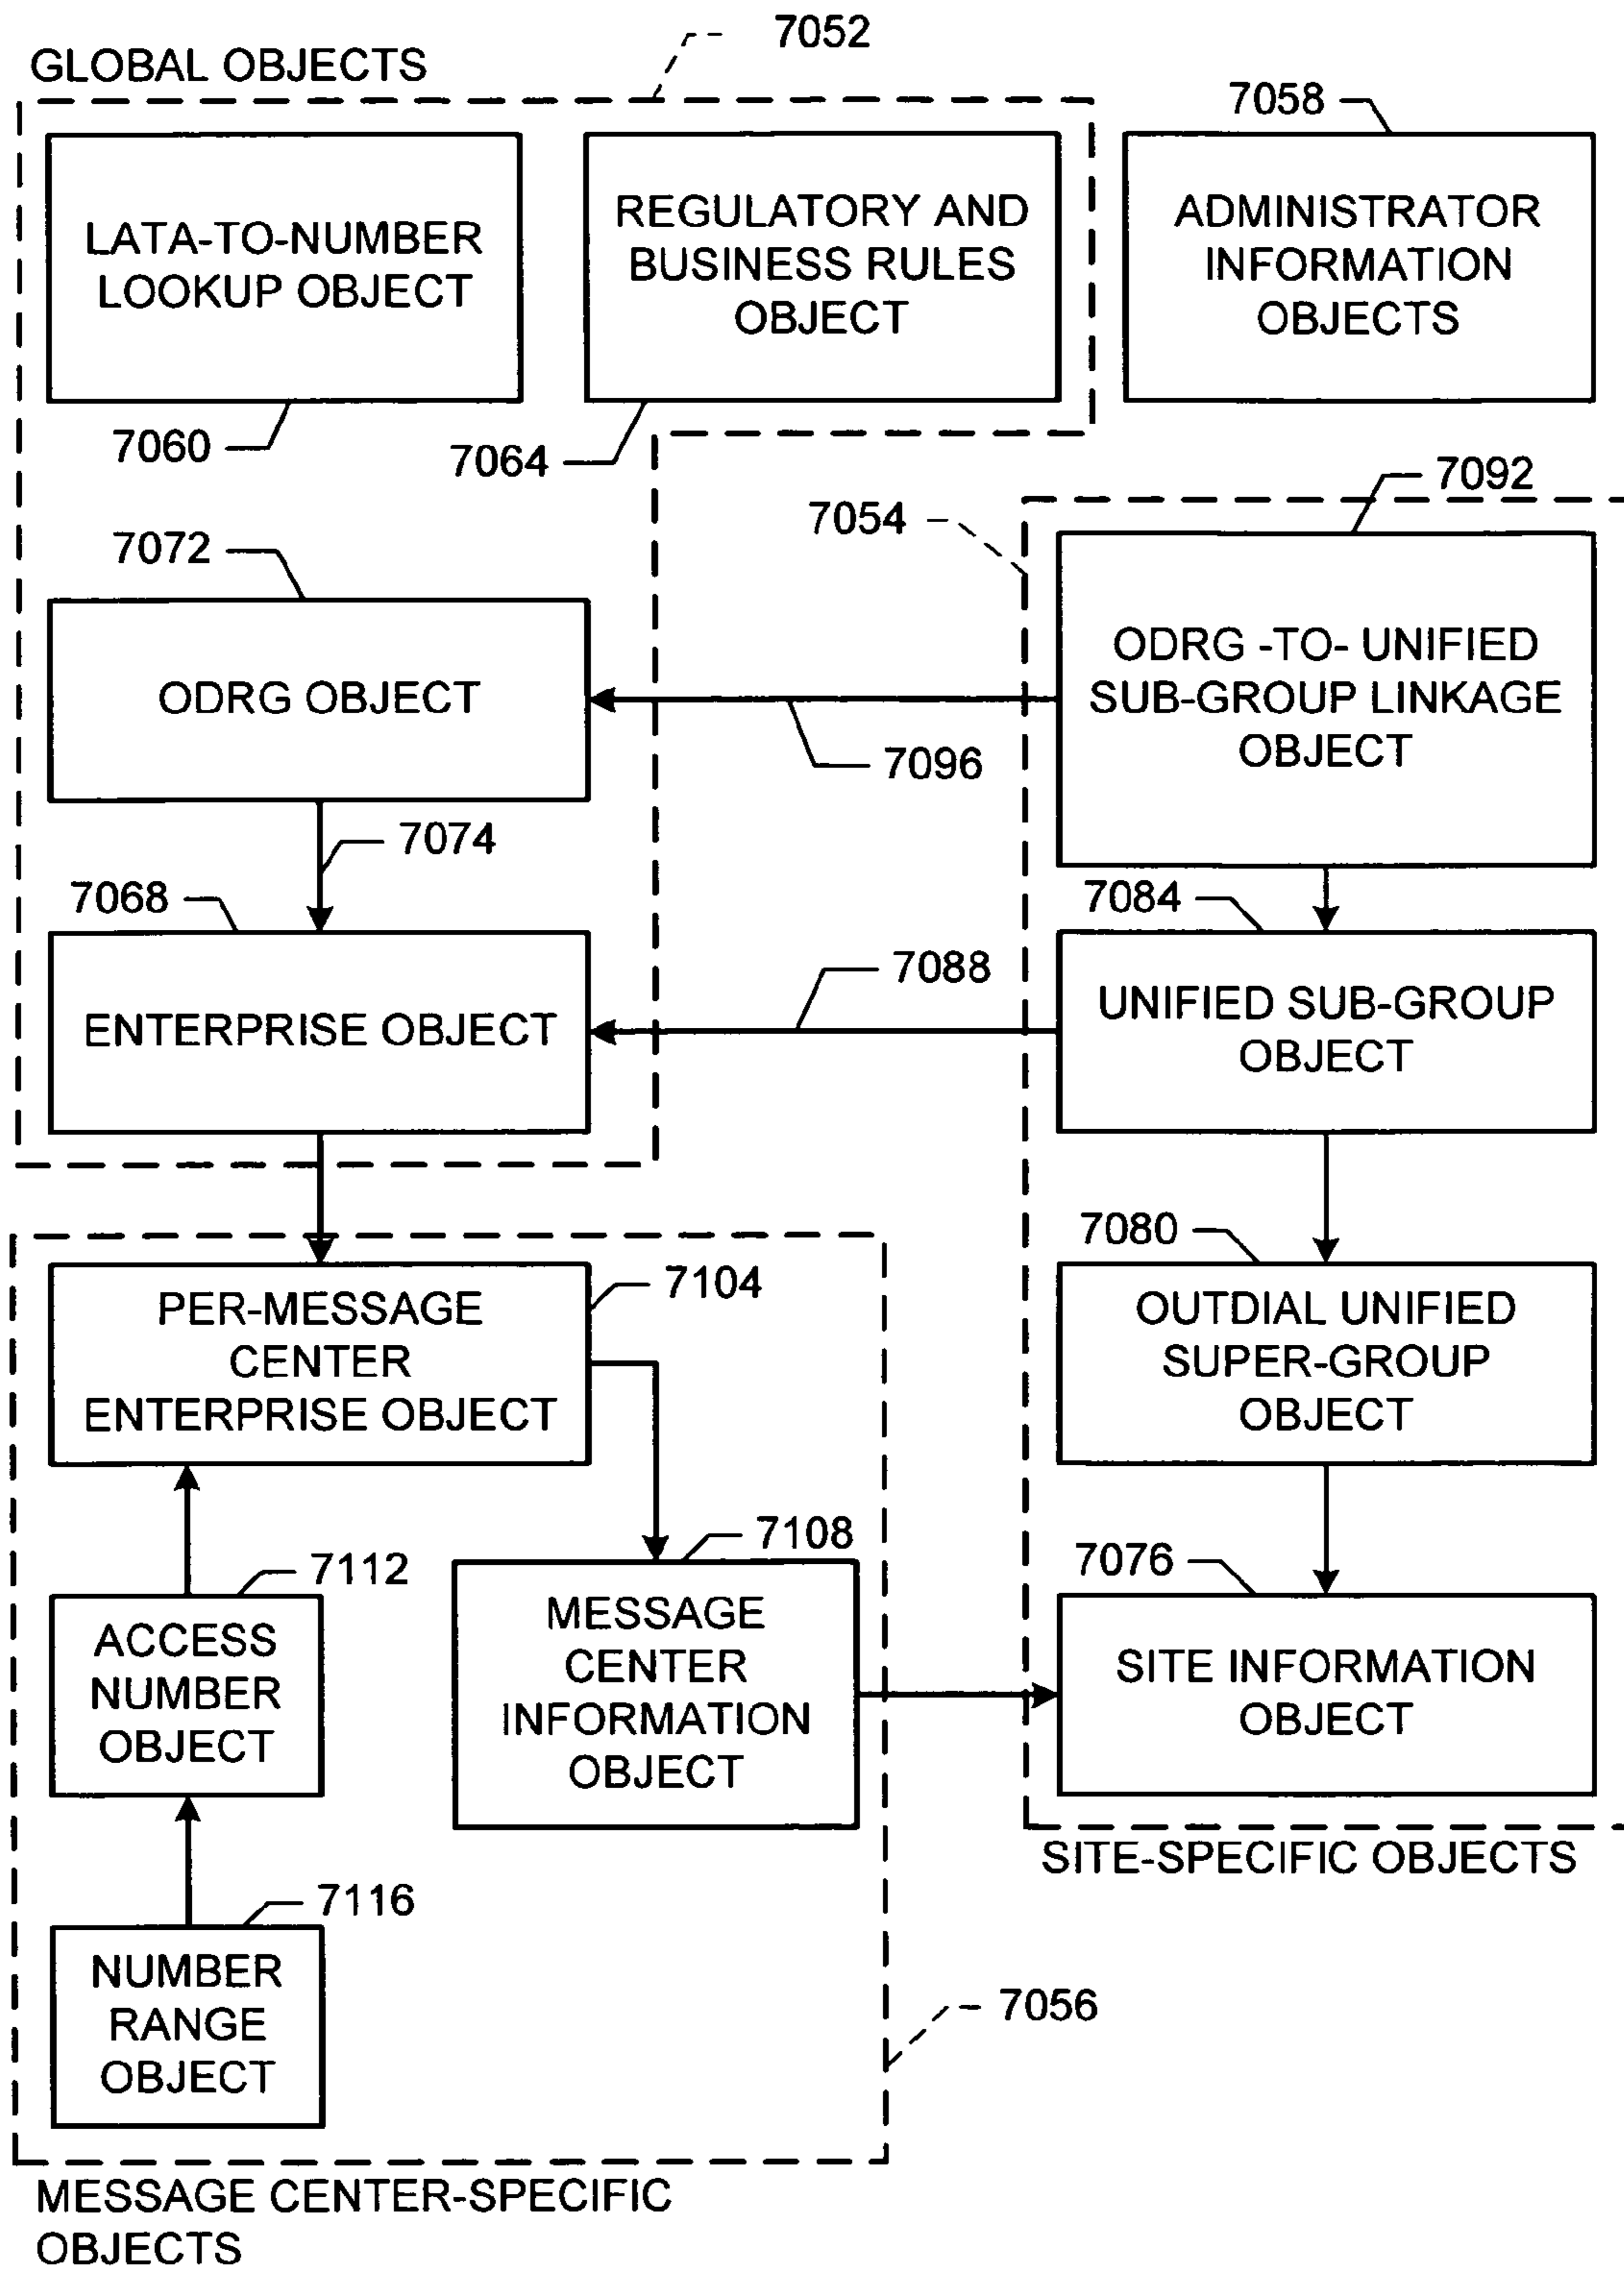 7052
GLOBAL OBJECTS
7058
LATA-TO-NUMBER
LOOKUP OBJECT
REGULATORY AND
BUSINESS RULES
OBJECT
ADMINISTRATOR
INFORMATION
OBJECTS
7060
7064
7092
7054
7072
ODRG OBJECT
ODRG -TO- UNIFIED
SUB-GROUP LINKAGE
OBJECT
7096
7074
7068
7084
7088
ENTERPRISE OBJECT
UNIFIED SUB-GROUP
OBJECT
7080
7104
PER-MESSAGE
CENTER
ENTERPRISE OBJECT
OUTDIAL UNIFIED
SUPER-GROUP
OBJECT
7108
7112
7076
ACCESS
NUMBER
OBJECT
MESSAGE
CENTER
INFORMATION
OBJECT
SITE INFORMATION
OBJECT
SITE-SPECIFIC OBJECTS
7116
NUMBER
RANGE
OBJECT
7056
MESSAGE CENTER-SPECIFIC
OBJECTS